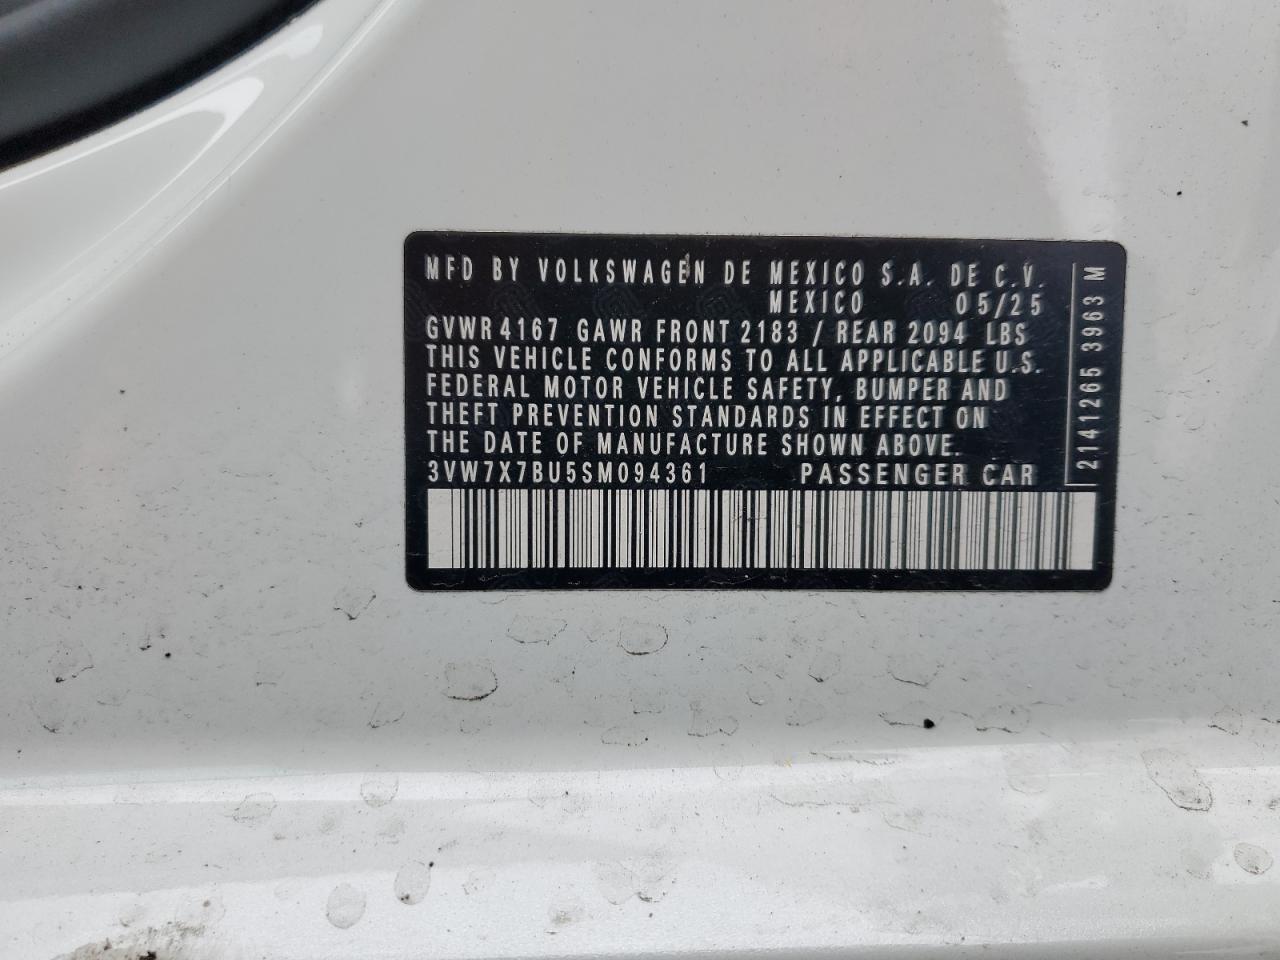 MFD BY VOLKSWAGEN DE MEXICO S.A. DE C.V.
MEXICO 05/25
GVWR 4167 GAWR FRONT 2183 / REAR 2094 LBS
THIS VEHICLE CONFORMS TO ALL APPLICABLE U.S.
FEDERAL MOTOR VEHICLE SAFETY, BUMPER AND
THEFT PREVENTION STANDARDS IN EFFECT ON
THE DATE OF MANUFACTURE SHOWN ABOVE.
3VW7X7BU5SM094361 PASSENGER CAR
2141265 3963 M